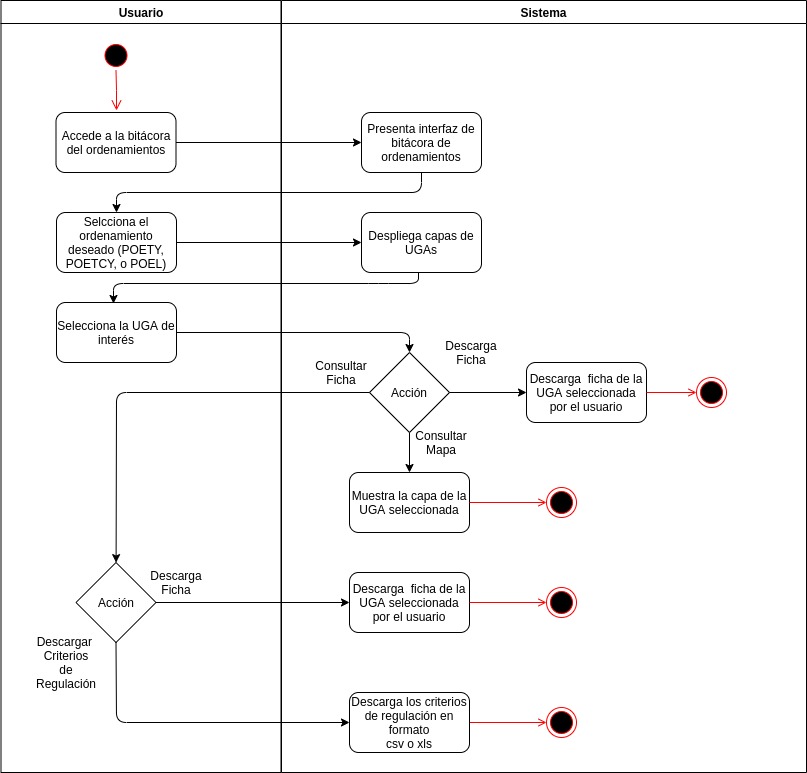 Usuario
Sistema
Accede a la bitácora
del ordenamientos
Presenta interfaz de
bitácora de
ordenamientos
Selcciona el
ordenamiento
deseado (POETY,
POETCY, o POEL)
Despliega capas de
UGAs
Selecciona la UGA de
interés
Consultar
Ficha
Acción
Descarga
Ficha
Descarga  ficha de la
UGA seleccionada
por el usuario
Consultar
Mapa
Muestra la capa de la
UGA seleccionada
Acción
Descarga
Ficha
Descarga  ficha de la
UGA seleccionada
por el usuario
Descargar
Criterios
de
Regulación
Descarga los criterios
de regulación en
formato
csv o xls